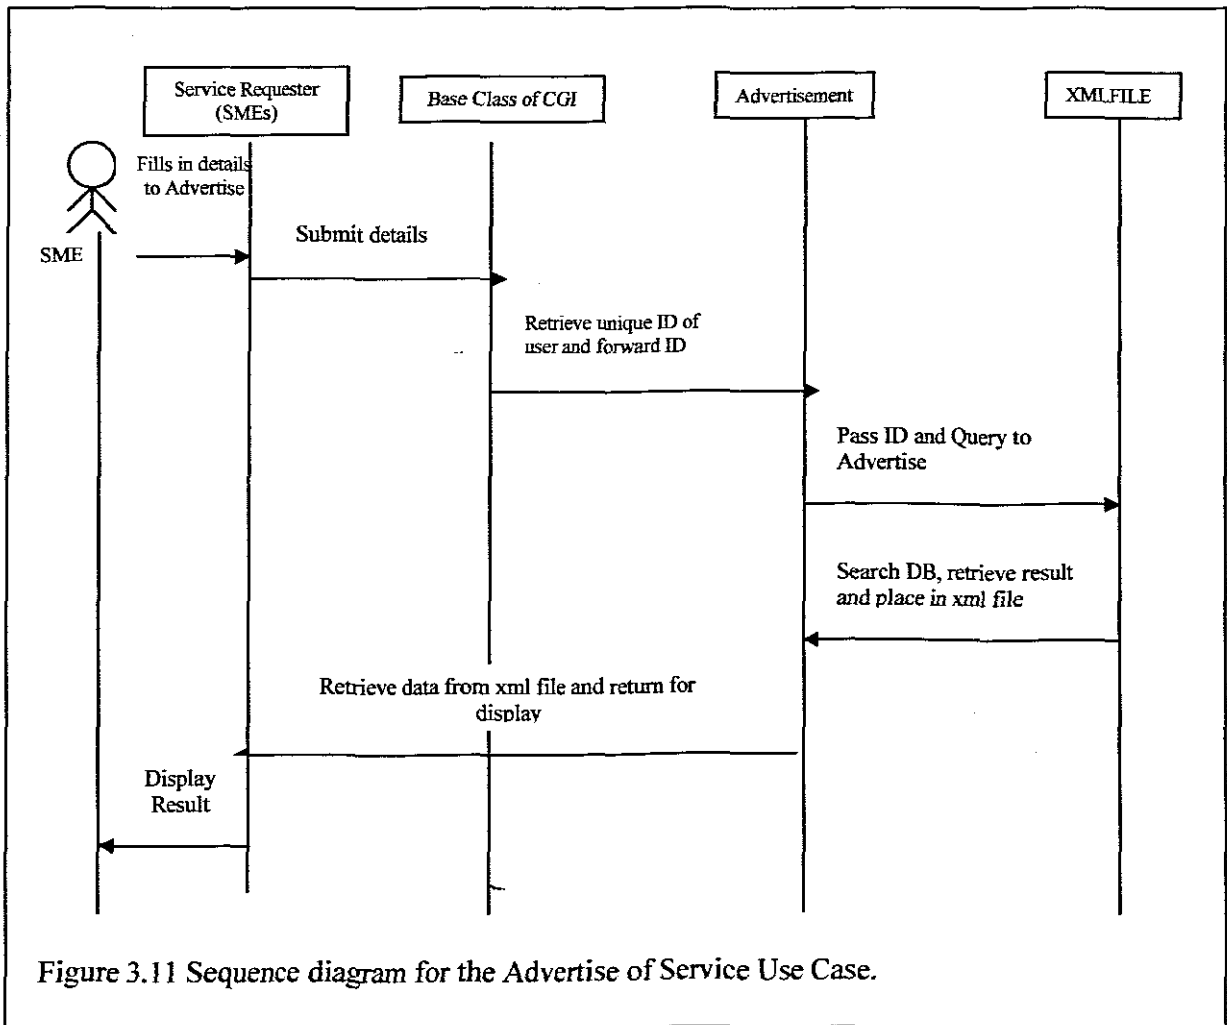 Service Requester
(SMEs)
Base Class of CGI
Advertisement
XMLFILE
Fills in details
to Advertise
SME
Submit details
Retrieve unique ID of
user and forward ID
Pass ID and Query to
Advertise
Search DB, retrieve result
and place in xml file
Retrieve data from xml file and return for
display
Display
Result
Figure 3.11 Sequence diagram for the Advertise of Service Use Case.